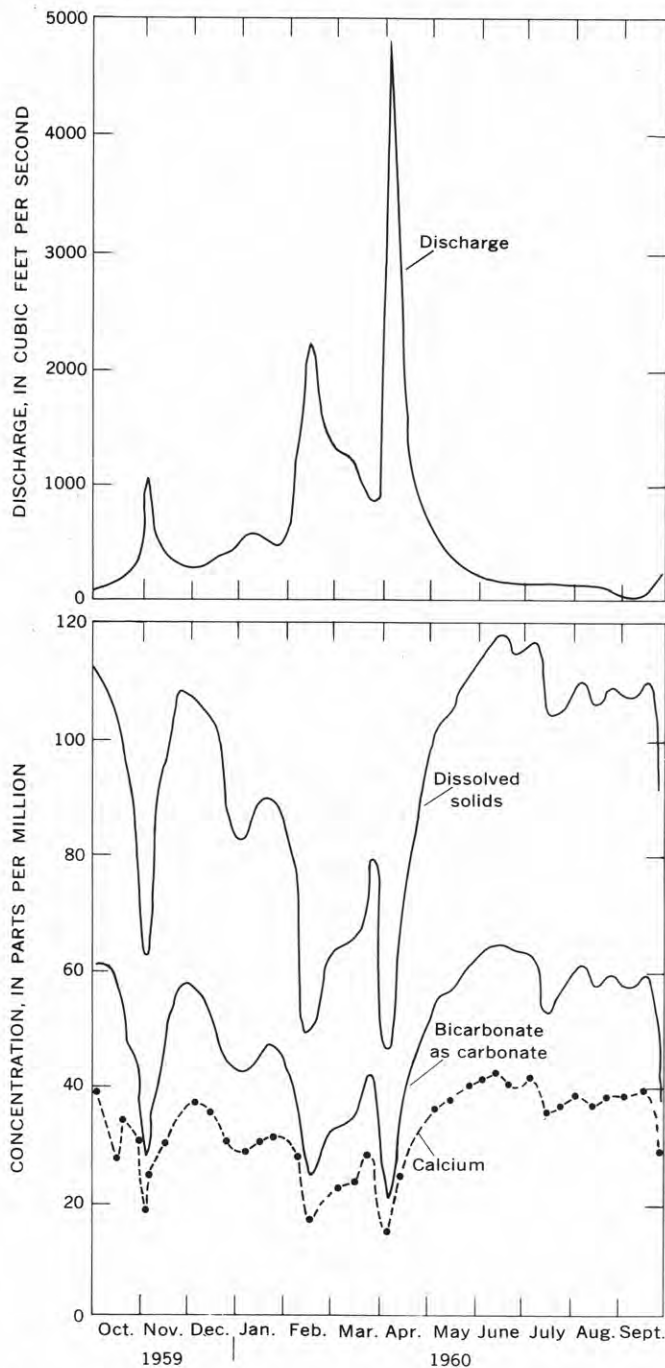 DISCHARGE, IN CUBIC FEET PER SECOND
5000
4000
3000
2000
1000
0
Discharge
CONCENTRATION, IN PARTS PER MILLION
120
100
80
60
40
20
0
Dissolved
solids
Bicarbonate
as carbonate
Calcium
Oct. Nov. Dec. Jan. Feb. Mar. Apr. May June July Aug. Sept.
1959 1960